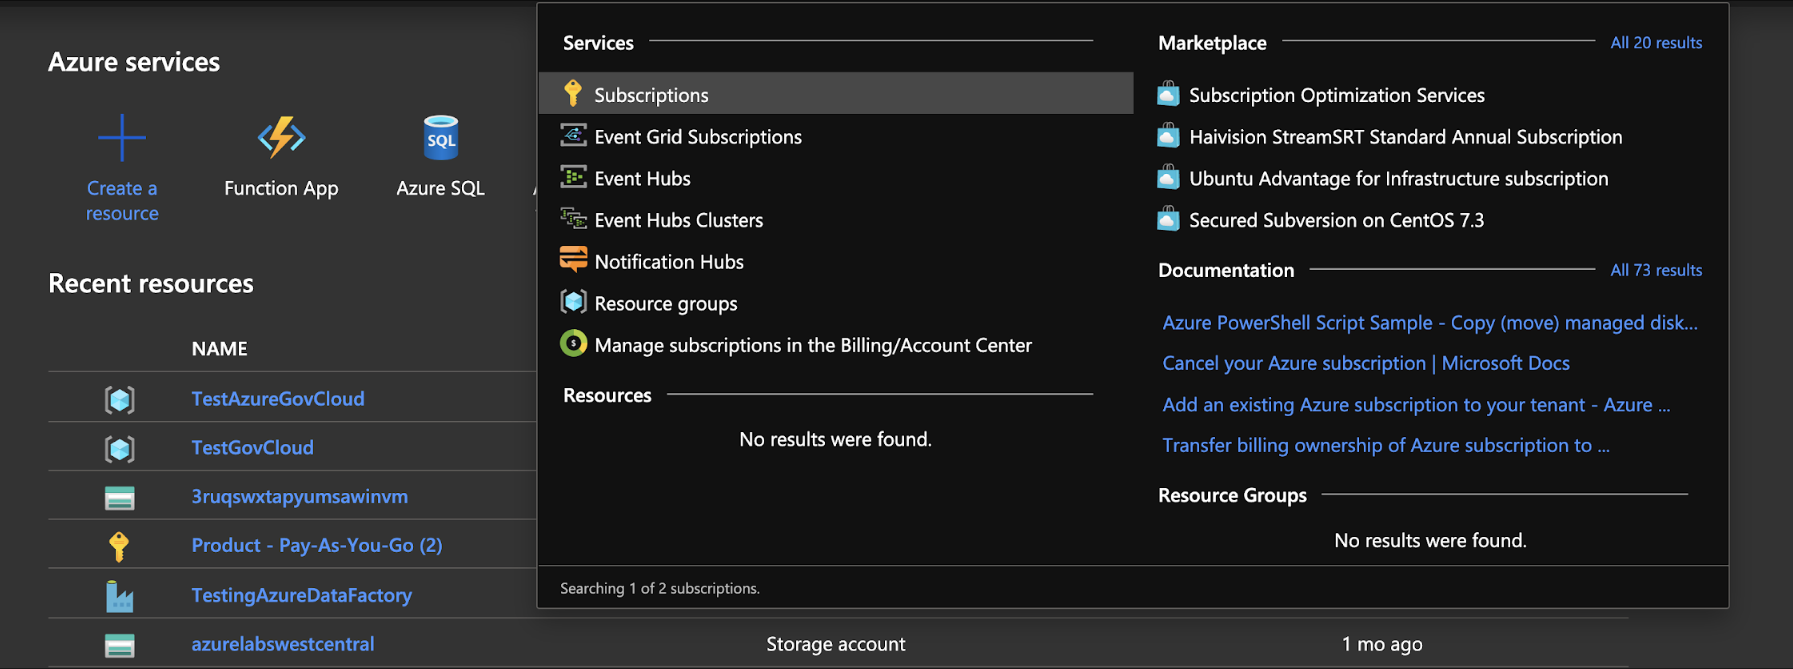 Azure services
Create a
resource
Function App
SQL
Azure SQL
Recent resources
NAME
TestAzureGovCloud
TestGovCloud
3ruqswxtapyumsawinvm
Product - Pay-As-You-Go (2)
TestingAzureDataFactory
azurelabswestcentral Storage account 1 mo ago
Services
Subscriptions
Event Grid Subscriptions
Event Hubs
Event Hubs Clusters
Notification Hubs
Resource groups
Manage subscriptions in the Billing/Account Center
Resources
No results were found.
Marketplace All 20 results
Subscription Optimization Services
Haivision StreamSRT Standard Annual Subscription
Ubuntu Advantage for Infrastructure subscription
Secured Subversion on CentOS 7.3
Documentation All 73 results
Azure PowerShell Script Sample - Copy (move) managed disk...
Cancel your Azure subscription | Microsoft Docs
Add an existing Azure subscription to your tenant - Azure ...
Transfer billing ownership of Azure subscription to ...
Resource Groups
No results were found.
Searching 1 of 2 subscriptions.